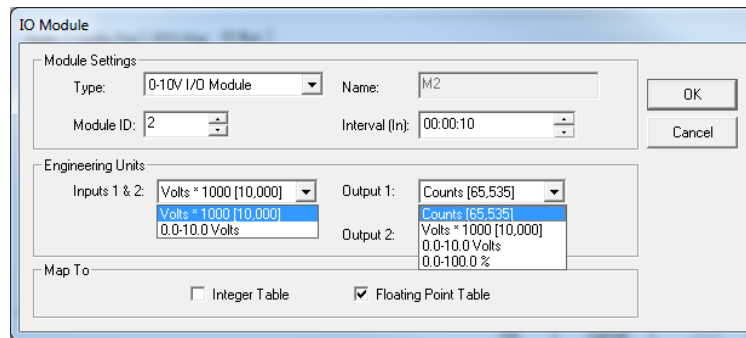 IO Module
Module Settings
Type: 0-10V I/O Module Name: M2
Module ID: 2 Interval (In): 00:00:10
OK
Cancel
Engineering Units
Inputs 1 & 2: Volts * 1000 [10,000] Output 1: Counts [65,535]
Volts * 1000 [10,000] Counts [65,535]
0.0-10.0 Volts Output 2: Volts * 1000 [10,000]
0.0-10.0 Volts
0.0-100.0 %
Map To
Integer Table Floating Point Table